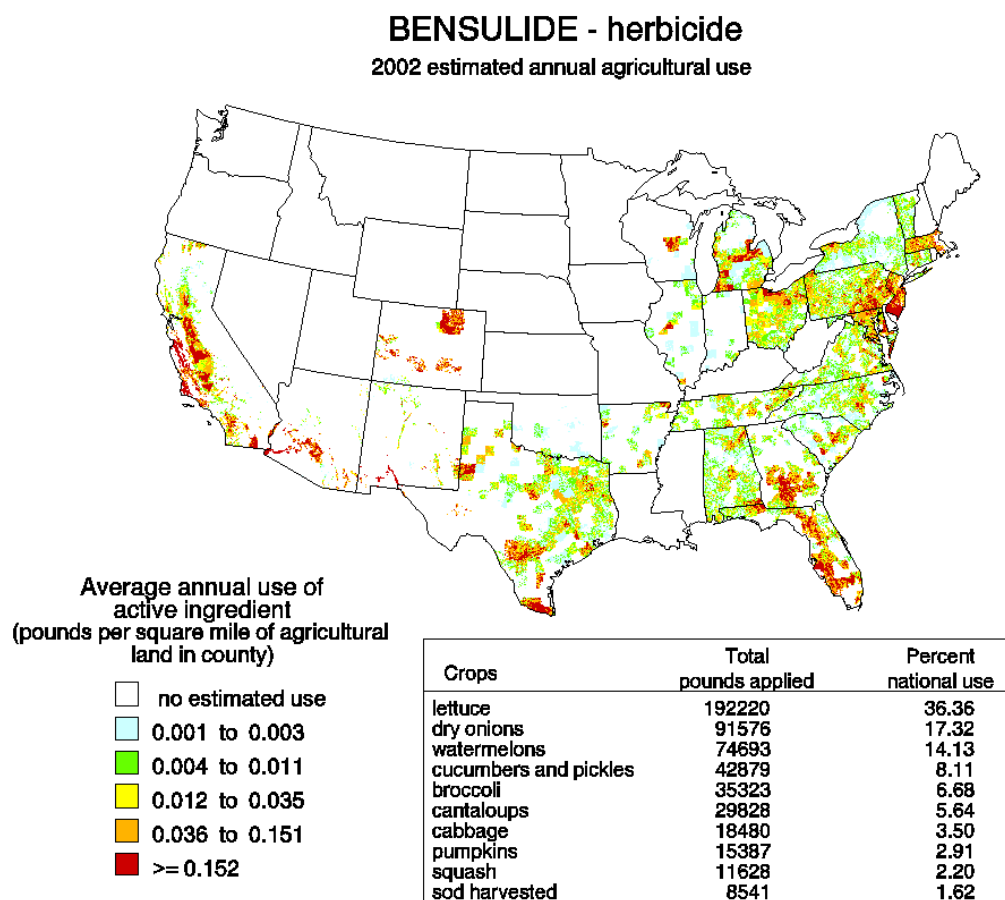 BENSULIDE - herbicide
2002 estimated annual agricultural use
Average annual use of
active ingredient
(pounds per square mile of agricultural
land in county)
no estimated use
0.001 to 0.003
0.004 to 0.011
0.012 to 0.035
0.036 to 0.151
>= 0.152
Crops Total pounds applied Percent national use
lettuce 192220 36.36
dry onions 91576 17.32
watermelons 74693 14.13
cucumbers and pickles 42879 8.11
broccoli 35323 6.68
cantaloups 29828 5.64
cabbage 18480 3.50
pumpkins 15387 2.91
squash 11628 2.20
sod harvested 8541 1.62